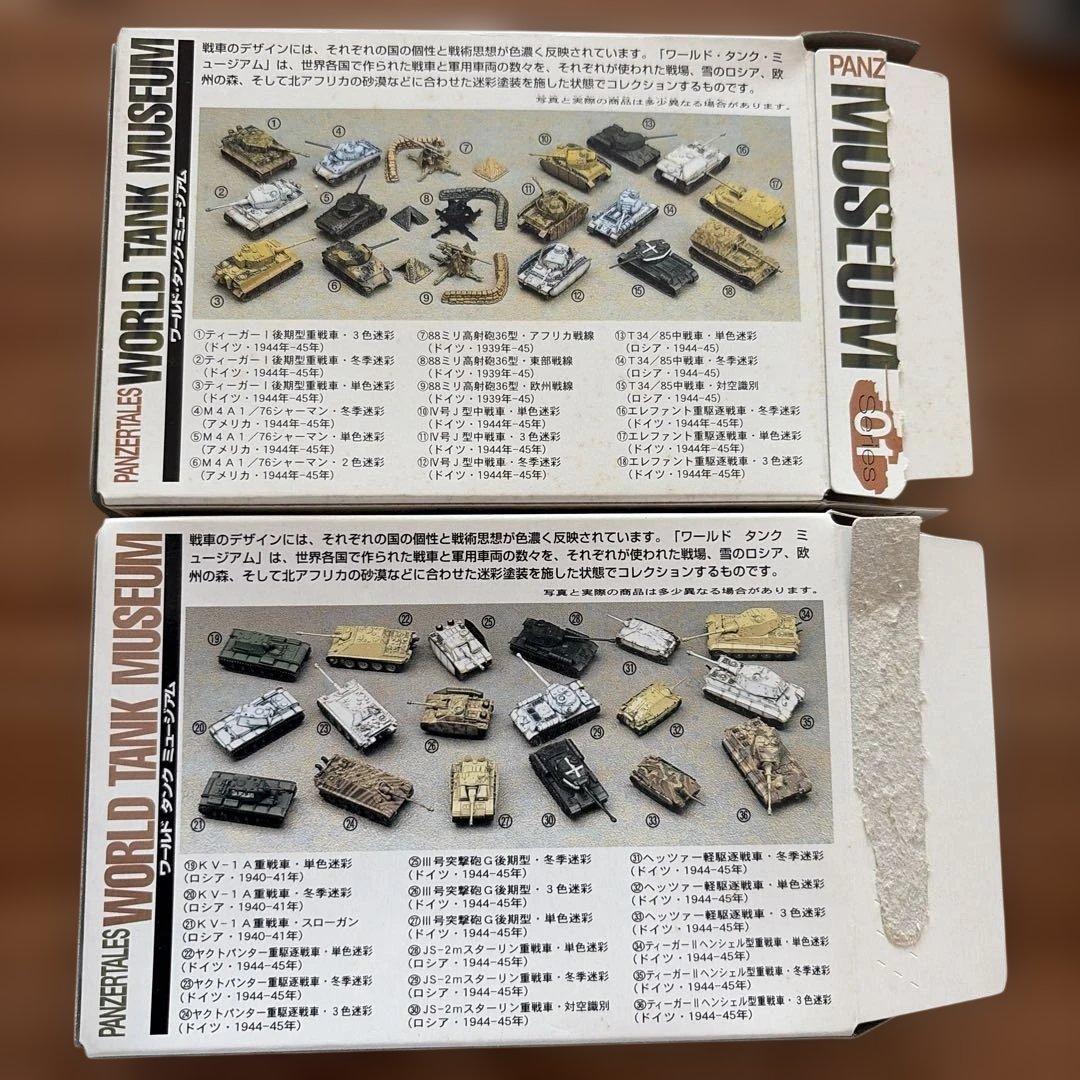 PANZERTALES WORLD TANK MUSEUM
ワールド・タンク・ミュージアム
戦車のデザインには、それぞれの国の個性と戦術思想が色濃く反映されています。「ワールド・タンク・ミ
ュージアム」は、世界各国で作られた戦車と軍用車両の数々を、それぞれが使われた戦場、雪のロシア、欧
州の森、そして北アフリカの砂漠などに合わせた迷彩塗装を施した状態でコレクションするものです。
写真と実際の商品は多少異なる場合があります。
① ④ ⑦ ⑩ ⑬ ⑯
② ⑤ ⑧ ⑪ ⑭ ⑰
③ ⑥ ⑨ ⑫ ⑮ ⑱
①ティーガーⅠ後期型重戦車・3色迷彩
(ドイツ・1944年-45年)
②ティーガーⅠ後期型重戦車・冬季迷彩
(ドイツ・1944年-45年)
③ティーガーⅠ後期型重戦車・単色迷彩
(ドイツ・1944年-45年)
④M4A1/76シャーマン・冬季迷彩
(アメリカ・1944年-45年)
⑤M4A1/76シャーマン・単色迷彩
(アメリカ・1944年-45年)
⑥M4A1/76シャーマン・2色迷彩
(アメリカ・1944年-45年)
⑦88ミリ高射砲36型・アフリカ戦線
(ドイツ・1939年-45)
⑧88ミリ高射砲36型・東部戦線
(ドイツ・1939年-45)
⑨88ミリ高射砲36型・欧州戦線
(ドイツ・1939年-45)
⑩Ⅳ号J型中戦車・単色迷彩
(ドイツ・1944年-45年)
⑪Ⅳ号J型中戦車・3色迷彩
(ドイツ・1944年-45年)
⑫Ⅳ号J型中戦車・冬季迷彩
(ドイツ・1944年-45年)
⑬T34/85中戦車・単色迷彩
(ロシア・1944-45)
⑭T34/85中戦車・冬季迷彩
(ロシア・1944-45)
⑮T34/85中戦車・対空識別
(ロシア・1944-45)
⑯エレファント重駆逐戦車・冬季迷彩
(ドイツ・1944年-45年)
⑰エレファント重駆逐戦車・単色迷彩
(ドイツ・1944年-45年)
⑱エレファント重駆逐戦車・3色迷彩
(ドイツ・1944年-45年)
PANZ
MUSEUM
01
Series
PANZERTALES WORLD TANK MUSEUM
ワールド タンク ミュージアム
戦車のデザインには、それぞれの国の個性と戦術思想が色濃く反映されています。「ワールド タンク ミ
ュージアム」は、世界各国で作られた戦車と軍用車両の数々を、それぞれが使われた戦場、雪のロシア、欧
州の森、そして北アフリカの砂漠などに合わせた迷彩塗装を施した状態でコレクションするものです。
写真と実際の商品は多少異なる場合があります。
⑲ ㉒ ㉕ ㉘ ㉛ ㉞
⑳ ㉓ ㉖ ㉙ ㉜ ㉟
㉑ ㉔ ㉗ ㉚ ㉝ ㊱
⑲KV-1A重戦車・単色迷彩
(ロシア・1940-41年)
⑳KV-1A重戦車・冬季迷彩
(ロシア・1940-41年)
㉑KV-1A重戦車・スローガン
(ロシア・1940-41年)
㉒ヤクトパンター重駆逐戦車・単色迷彩
(ドイツ・1944-45年)
㉓ヤクトパンター重駆逐戦車・冬季迷彩
(ドイツ・1944-45年)
㉔ヤクトパンター重駆逐戦車・3色迷彩
(ドイツ・1944-45年)
㉕Ⅲ号突撃砲G後期型・冬季迷彩
(ドイツ・1944-45年)
㉖Ⅲ号突撃砲G後期型・3色迷彩
(ドイツ・1944-45年)
㉗Ⅲ号突撃砲G後期型・単色迷彩
(ドイツ・1944-45年)
㉘JS-2mスターリン重戦車・単色迷彩
(ロシア・1944-45年)
㉙JS-2mスターリン重戦車・冬季迷彩
(ロシア・1944-45年)
㉚JS-2mスターリン重戦車・対空識別
(ロシア・1944-45年)
㉛ヘッツァー軽駆逐戦車・冬季迷彩
(ドイツ・1944-45年)
㉜ヘッツァー軽駆逐戦車・単色迷彩
(ドイツ・1944-45年)
㉝ヘッツァー軽駆逐戦車・3色迷彩
(ドイツ・1944-45年)
㉞ティーガーⅡヘンシェル型重戦車・単色迷彩
(ドイツ・1944-45年)
㉟ティーガーⅡヘンシェル型重戦車・冬季迷彩
(ドイツ・1944-45年)
㊱ティーガーⅡヘンシェル型重戦車・3色迷彩
(ドイツ・1944-45年)